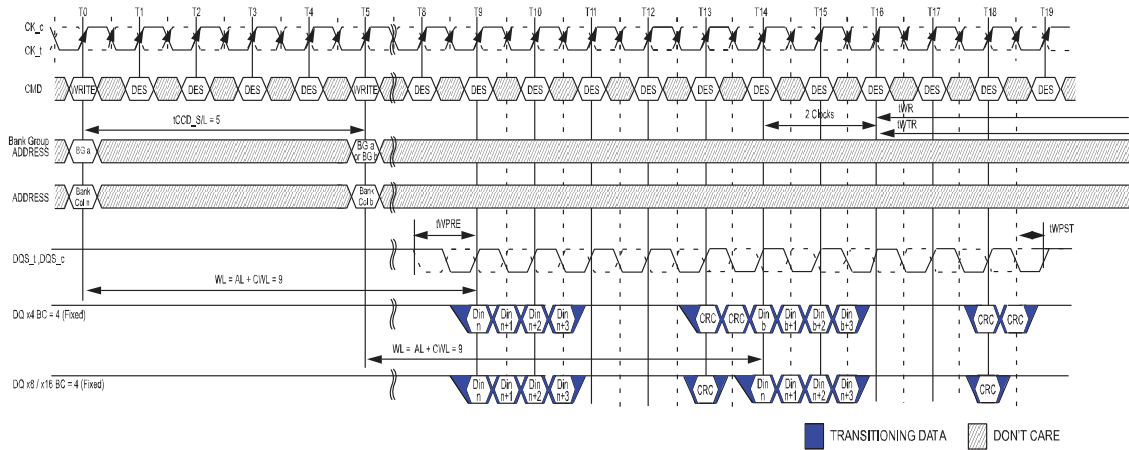 T0 T1 T2 T3 T4 T5 T8 T9 T10 T11 T12 T13 T14 T15 T16 T17 T18 T19
CK_c
CK_t
CMD WRITE DES DES DES DES WRITE DES DES DES DES DES DES DES DES DES DES DES DES
tCCD_S/L = 5
2 Clocks
tWR
tWTR
Bank Group
ADDRESS
BG a
BG a
or BG b
ADDRESS
Bank
Col n
Bank
Col b
tWPRE
tWPST
DQS_t,DQS_c
WL = AL + CWL = 9
DQ x4 BC = 4 (Fixed)
Din Din Din Din CRC CRC Din Din Din Din CRC CRC
n n+1 n+2 n+3 b b+1 b+2 b+3
WL = AL + CWL = 9
DQ x8 / x16 BC = 4 (Fixed)
Din Din Din Din CRC Din Din Din Din CRC
n n+1 n+2 n+3 n n+1 n+2 n+3
TRANSITIONING DATA
DON'T CARE